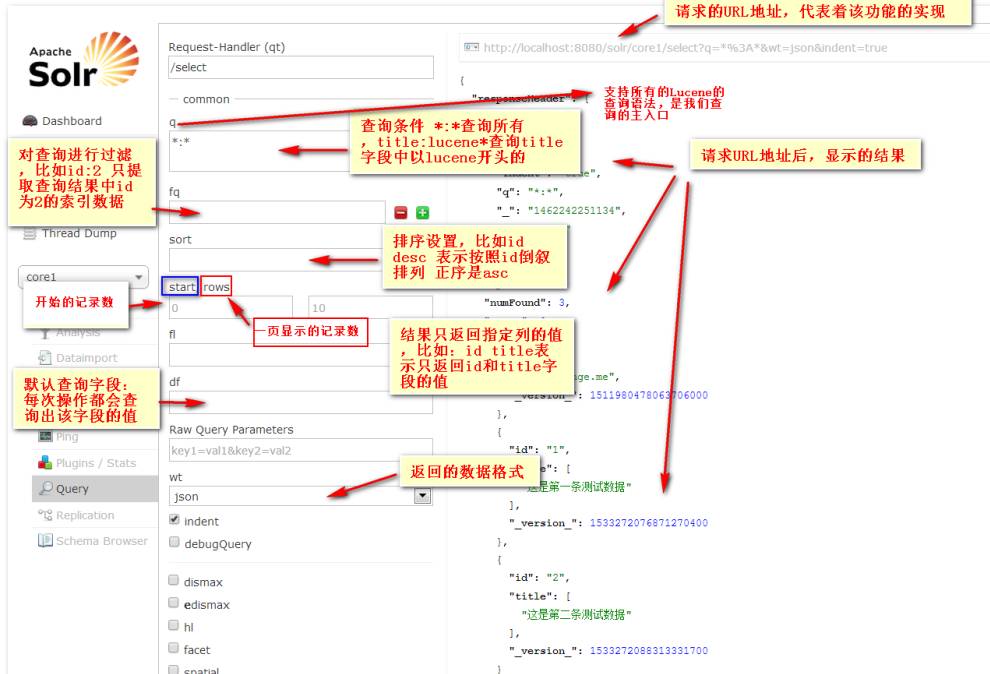 请求的URL地址，代表着该功能的实现
Apache
Solr
Request-Handler (qt)
/select
http://localhost:8080/solr/core1/select?q=*%3A*&wt=json&indent=true
common
{
"responseHeader": {
支持所有的Lucene的
查询语法，是我们查
询的主入口
Dashboard
q
*:*
查询条件 *:*查询所有
，title:lucene*查询title
字段中以lucene开头的
对查询进行过滤
，比如id:2 只提
取查询结果中id
为2的索引数据
请求URL地址后，显示的结果
"indent": "true",
"q": "*:*",
"_": "1462242251134",
fq
Thread Dump
sort
排序设置，比如id
desc 表示按照id倒叙
排列 正序是asc
core1
start
rows
0
10
开始的记录数
一页显示的记录数
"numFound": 3,
Analysis
fl
结果只返回指定列的值
，比如：id title表
示只返回id和title字
段的值
Dataimport
默认查询字段：
每次操作都会查
询出该字段的值
df
age.me",
"_version_": 1511980478063706000
},
{
Raw Query Parameters
key1=val1&key2=val2
Ping
"id": "1",
[
"这是第一条测试数据"
],
Plugins / Stats
wt
json
返回的数据格式
Query
indent
"_version_": 1533272076871270400
},
Replication
debugQuery
{
Schema Browser
dismax
"id": "2",
"title": [
"这是第二条测试数据"
],
edismax
hl
facet
"_version_": 1533272088313331700
}
spatial